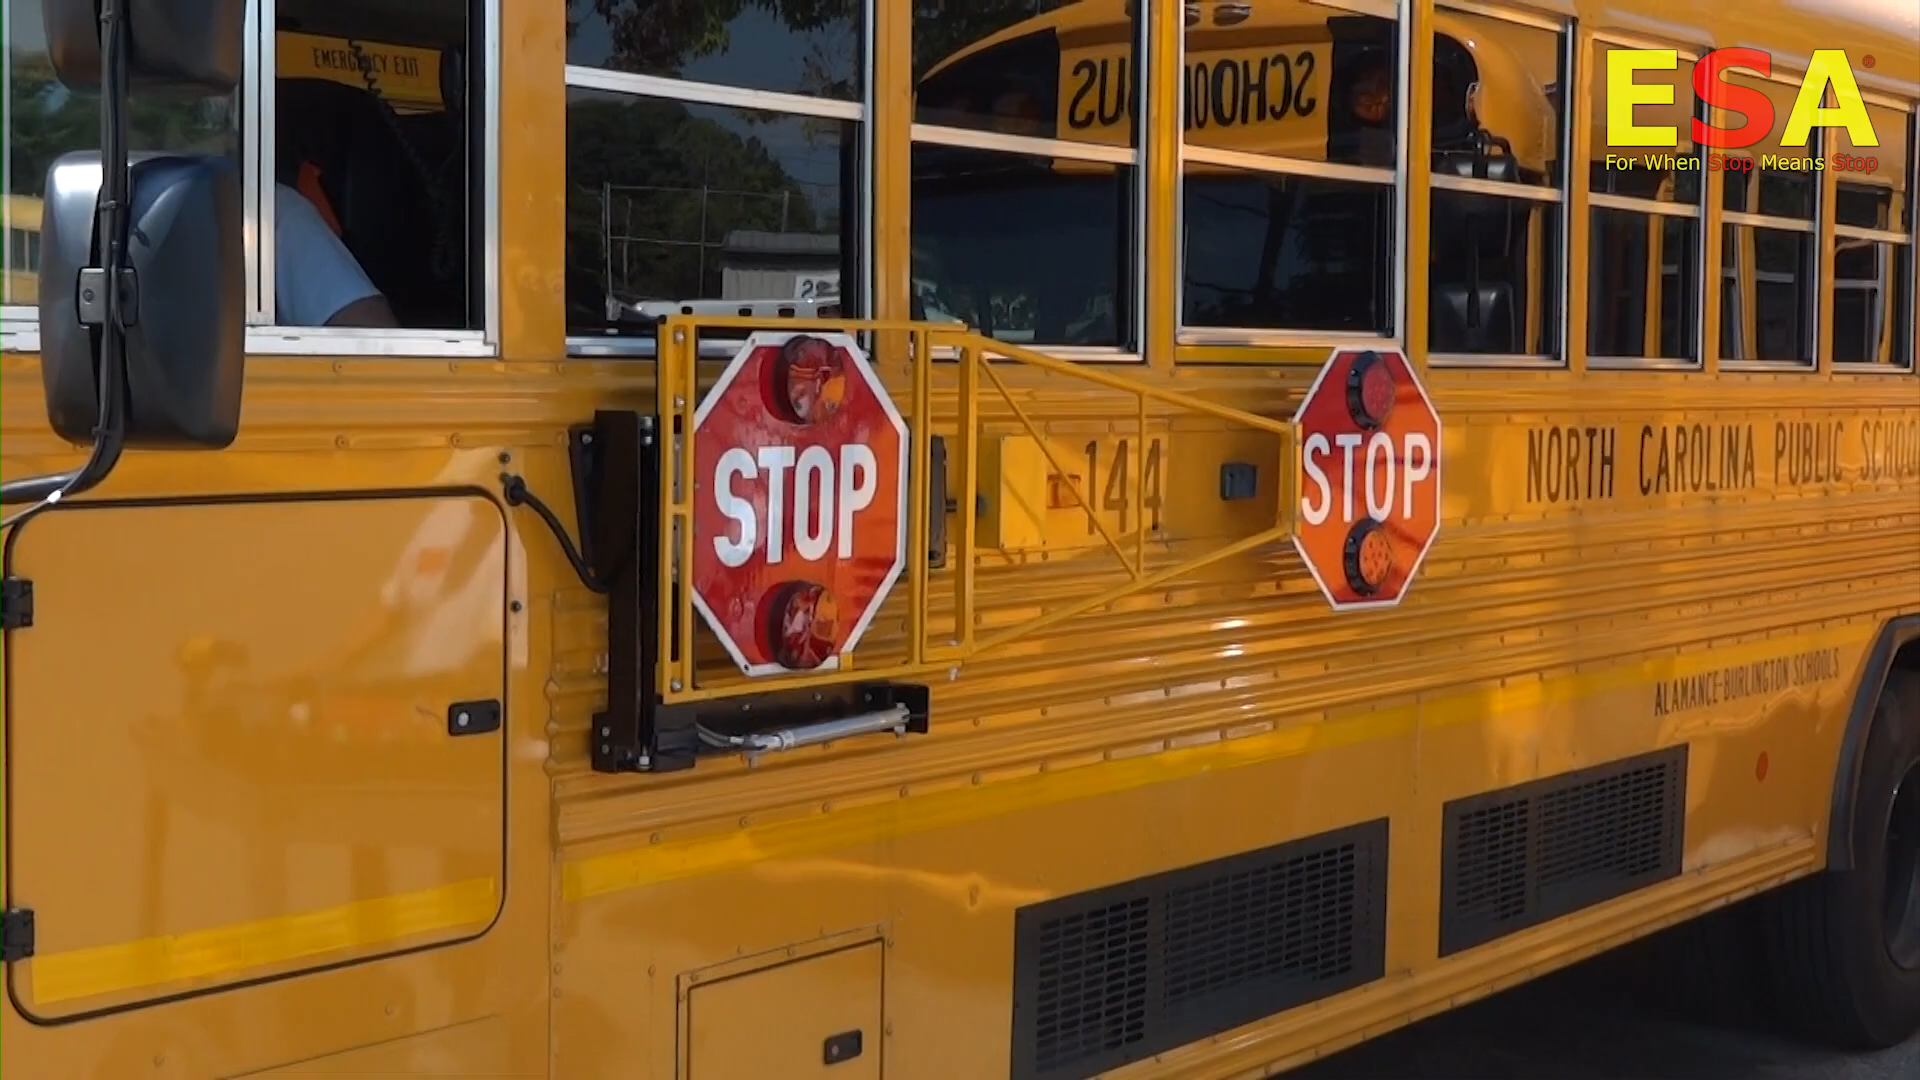 EMERGENCY EXIT
SCHOOL BUS
ESA®
For When Stop Means Stop
STOP
144
STOP
NORTH CAROLINA PUBLIC SCHOO
ALAMANCE-BURLINGTON SCHOOLS